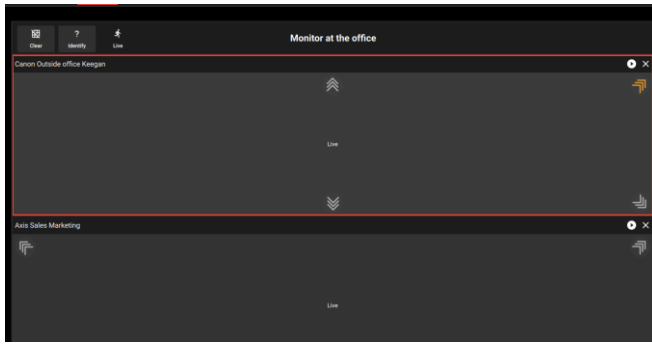 Clear
?
Identify
Live
Monitor at the office
Canon Outside office Keegan
Live
Axis Sales Marketing
Live